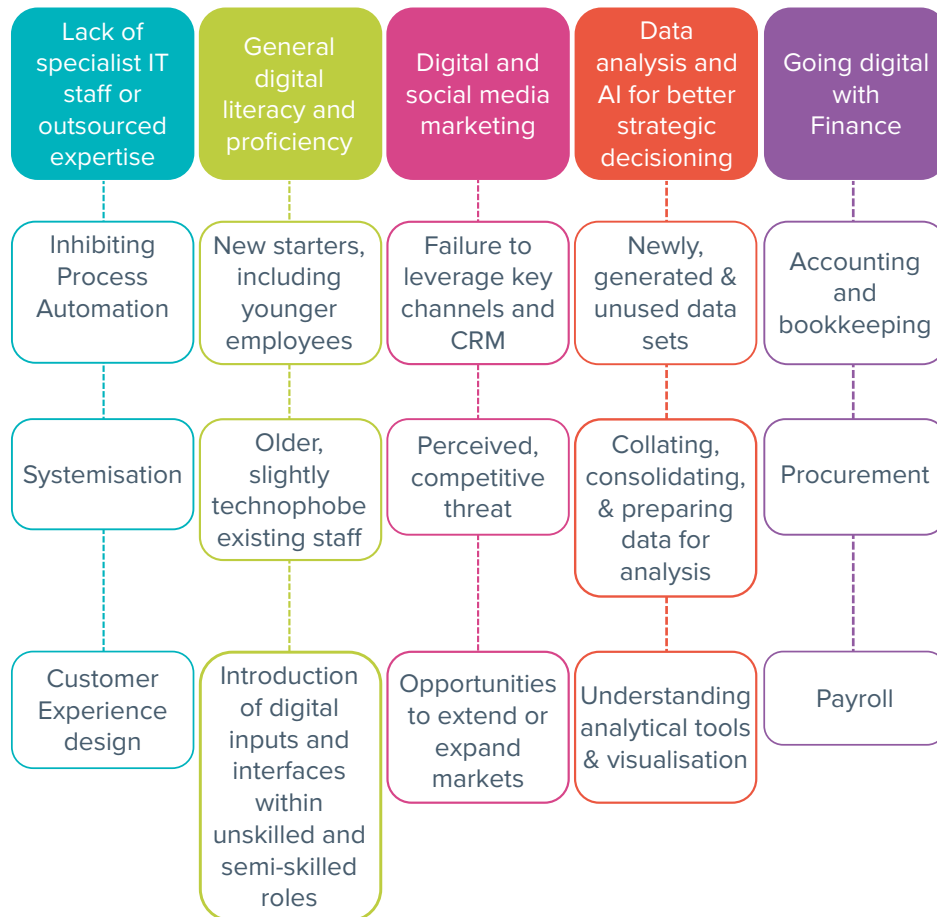 Lack of
specialist IT
staff or
outsourced
expertise
Inhibiting
Process
Automation
Systemisation
Customer
Experience
design
General
digital
literacy and
proficiency
New starters,
including
younger
employees
Older,
slightly
technophobe
existing staff
Introduction
of digital
inputs and
interfaces
within
unskilled and
semi-skilled
roles
Digital and
social media
marketing
Failure to
leverage key
channels and
CRM
Perceived,
competitive
threat
Opportunities
to extend or
expand
markets
Data
analysis and
AI for better
strategic
decisioning
Newly,
generated &
unused data
sets
Collating,
consolidating,
& preparing
data for
analysis
Understanding
analytical tools
& visualisation
Going digital
with
Finance
Accounting
and
bookkeeping
Procurement
Payroll